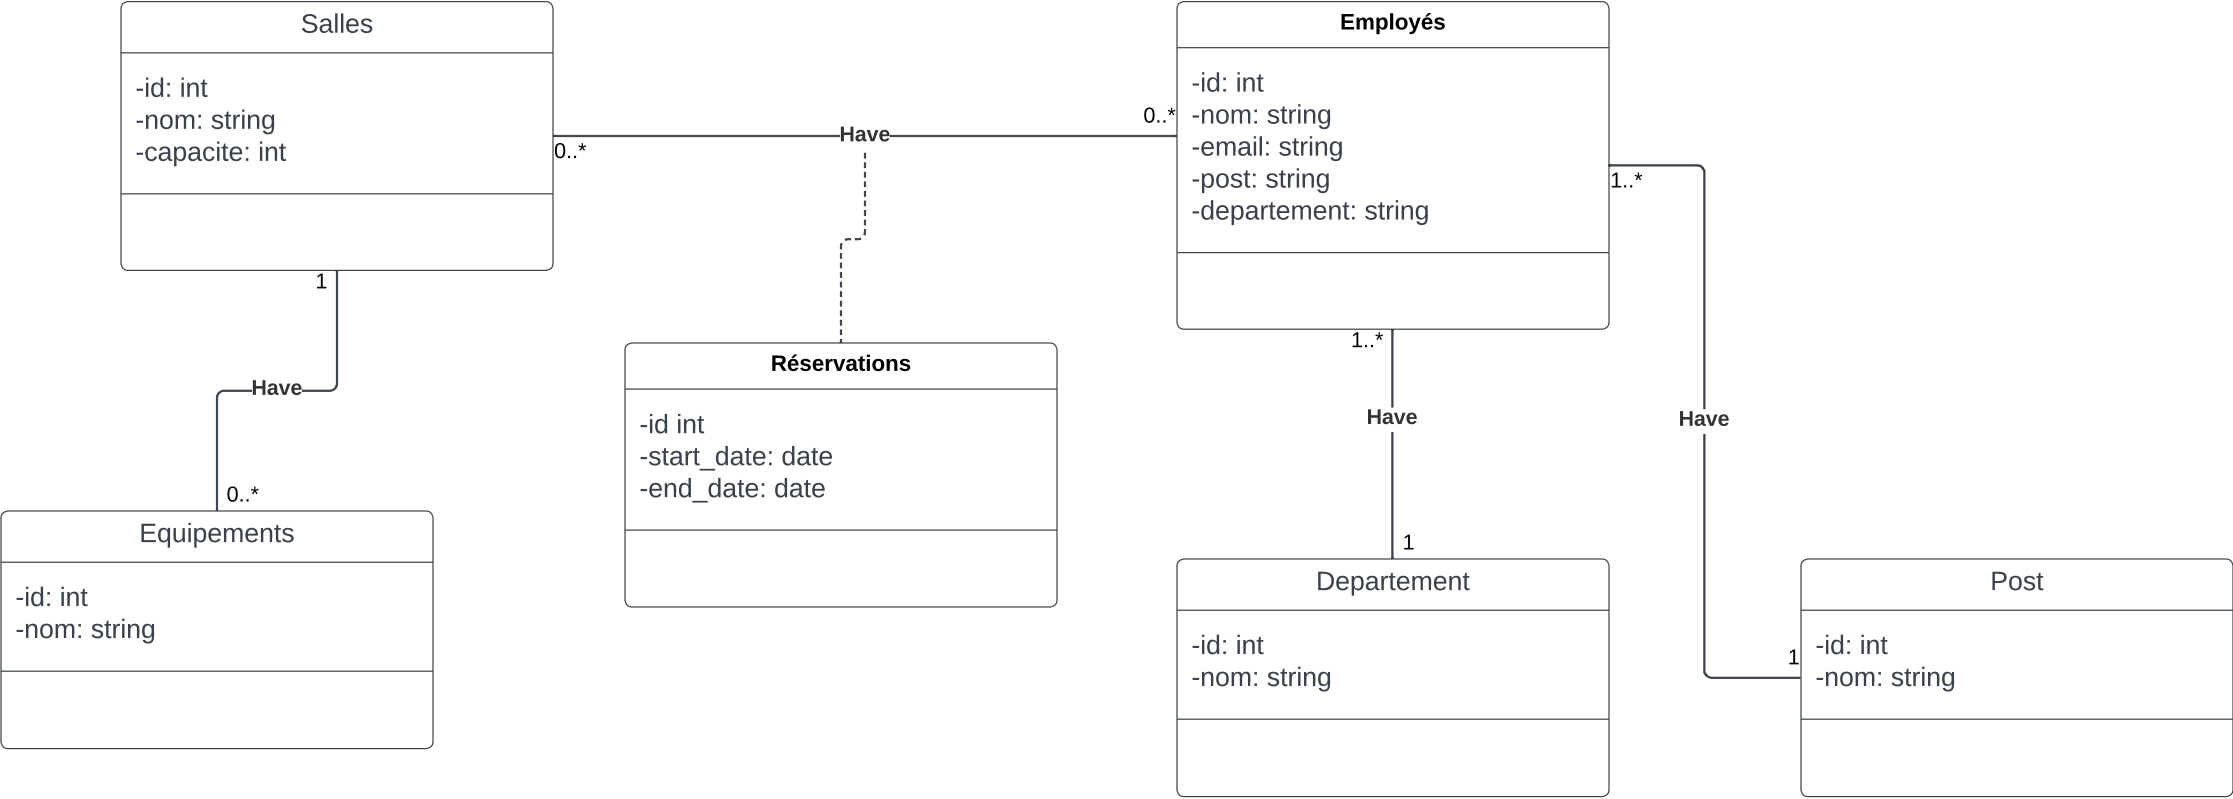 Salles
-id: int
-nom: string
-capacite: int
Employés
-id: int
-nom: string
-email: string
-post: string
-departement: string
0..*
Have
0..*
1..*
1
Have
0..*
Réservations
-id int
-start_date: date
-end_date: date
1..*
Have
1
Have
1
Equipements
-id: int
-nom: string
Departement
-id: int
-nom: string
Post
-id: int
-nom: string